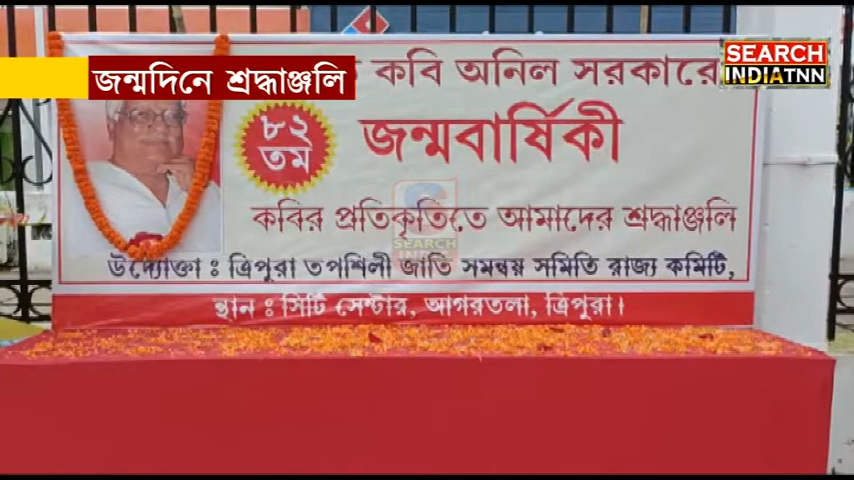 জন্মদিনে শ্রদ্ধাঞ্জলি
SEARCH
INDIATNN
কবি অনিল সরকারের
৮২
তম
জন্মবার্ষিকী
কবির প্রতিকৃতিতে আমাদের শ্রদ্ধাঞ্জলি
SEARCH
উদ্যোক্তা : ত্রিপুরা তপশিলী জাতি সমন্বয় সমিতি রাজ্য কমিটি,
স্থান : সিটি সেন্টার, আগরতলা, ত্রিপুরা।